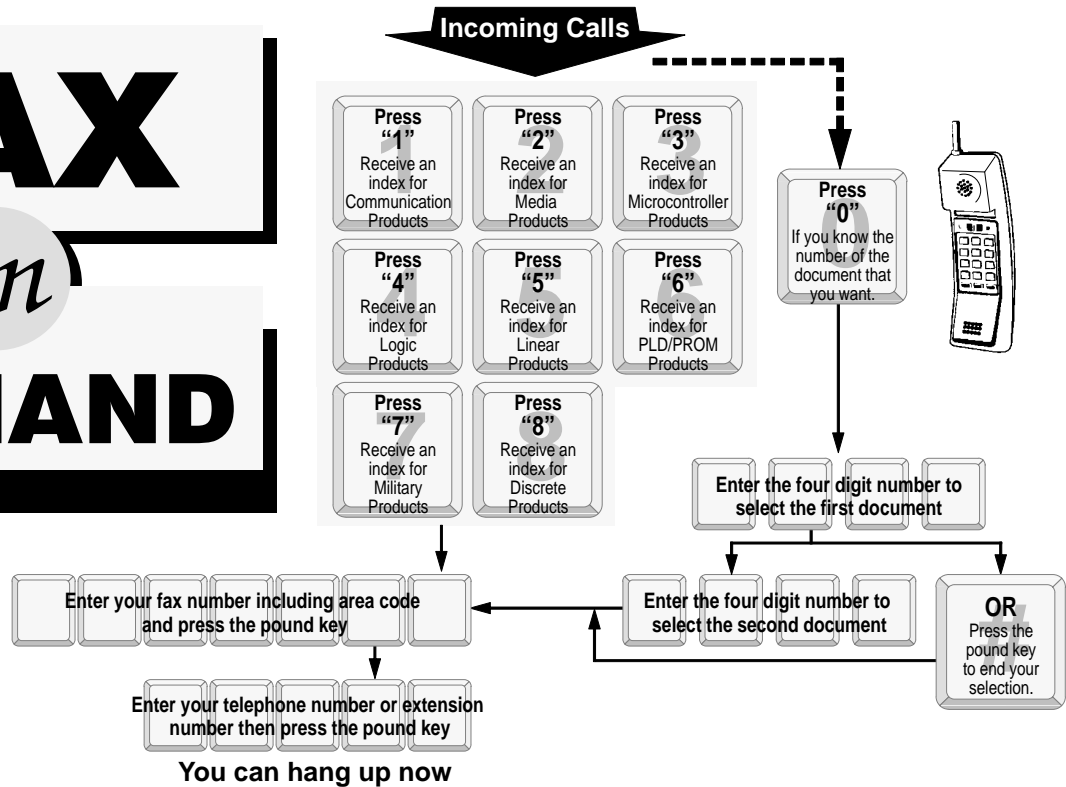 AX
n
AND
Incoming Calls
Press
“1”
Receive an
index for
Communication
Products
Press
“2”
Receive an
index for
Media
Products
Press
“3”
Receive an
index for
Microcontroller
Products
Press
“0”
If you know the
number of the
document that
you want.
Press
“4”
Receive an
index for
Logic
Products
Press
“5”
Receive an
index for
Linear
Products
Press
“6”
Receive an
index for
PLD/PROM
Products
Press
“7”
Receive an
index for
Military
Products
Press
“8”
Receive an
index for
Discrete
Products
Enter the four digit number to
select the first document
Enter your fax number including area code
and press the pound key
Enter the four digit number to
select the second document
OR
Press the
pound key
to end your
selection.
Enter your telephone number or extension
number then press the pound key
You can hang up now